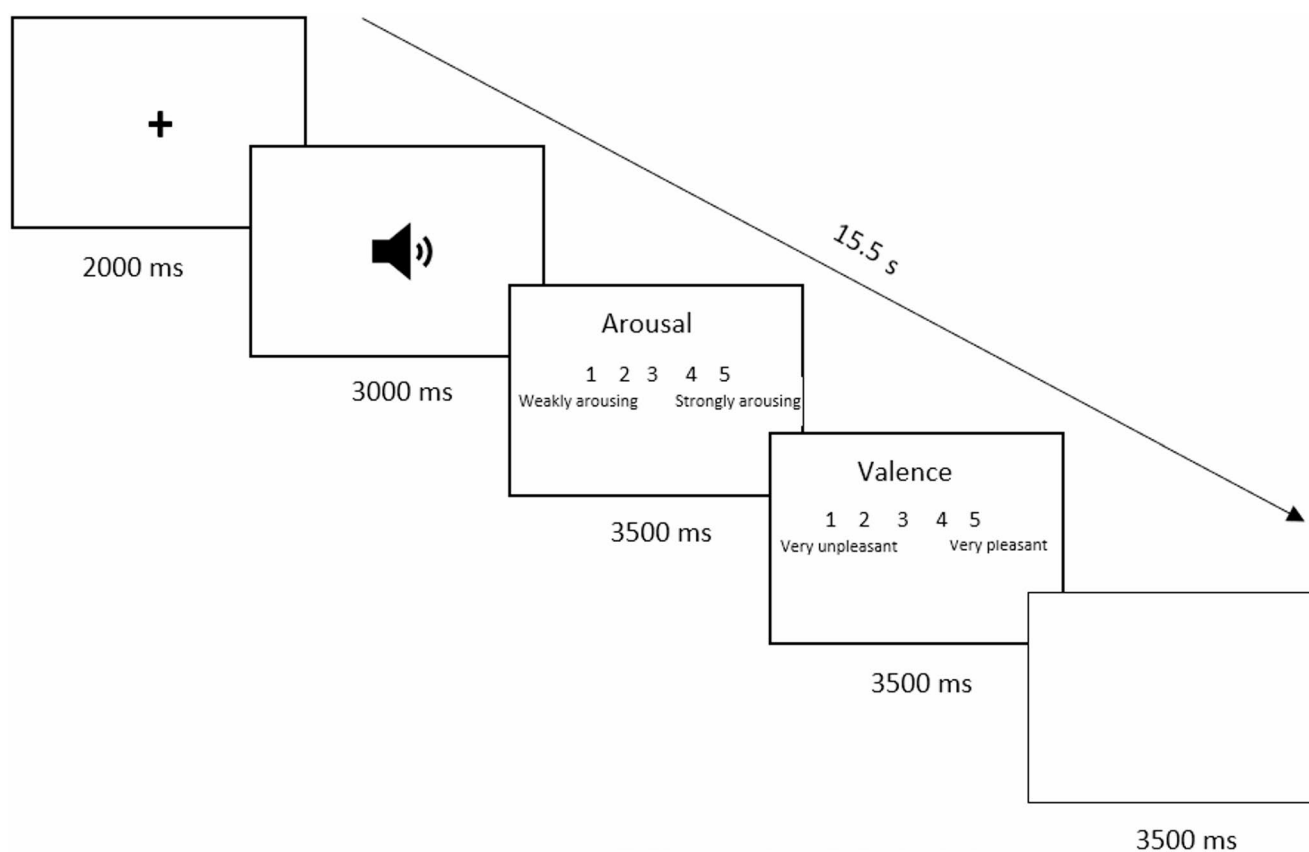 +
2000 ms
3000 ms
15.5 s
Arousal
1 2 3 4 5
Weakly arousing Strongly arousing
3500 ms
Valence
1 2 3 4 5
Very unpleasant Very pleasant
3500 ms
3500 ms